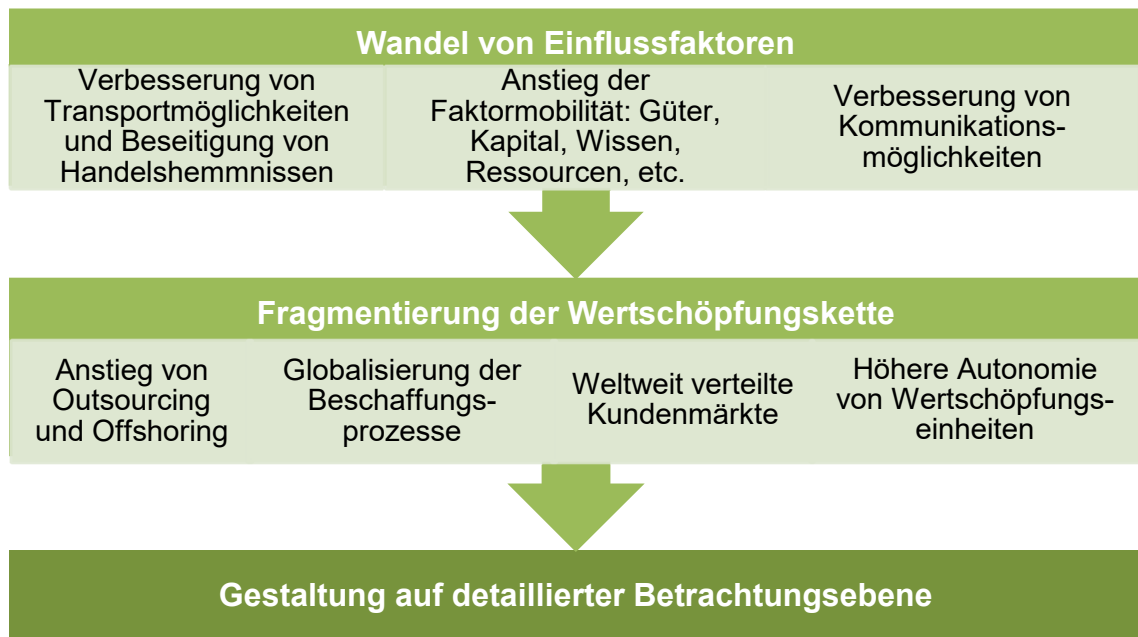 Wandel von Einflussfaktoren
Verbesserung von
Transportmöglichkeiten
und Beseitigung von
Handelshemmnissen
Anstieg der
Faktormobilität: Güter,
Kapital, Wissen,
Ressourcen, etc.
Verbesserung von
Kommunikations-
möglichkeiten
Fragmentierung der Wertschöpfungskette
Anstieg von
Outsourcing
und Offshoring
Globalisierung der
Beschaffungs-
prozesse
Weltweit verteilte
Kundenmärkte
Höhere Autonomie
von Wertschöpfungs-
einheiten
Gestaltung auf detaillierter Betrachtungsebene